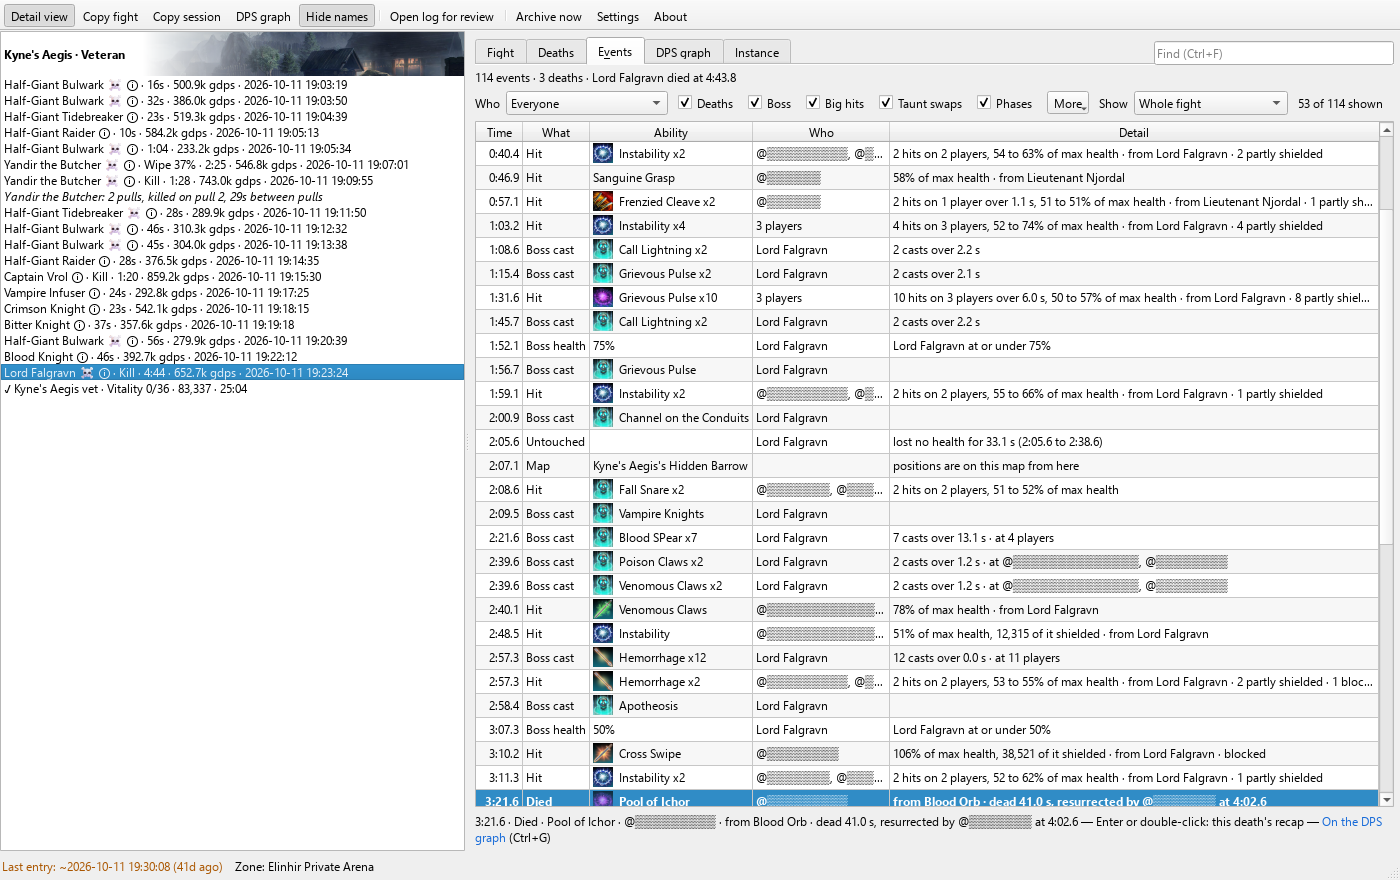 Detail view Copy fight Copy session DPS graph Hide names Open log for review Archive now Settings About
Kyne's Aegis · Veteran
Half-Giant Bulwark ☠ ⓘ · 16s · 500.9k gdps · 2026-10-11 19:03:19
Half-Giant Bulwark ☠ ⓘ · 32s · 386.0k gdps · 2026-10-11 19:03:50
Half-Giant Tidebreaker ⓘ · 23s · 519.3k gdps · 2026-10-11 19:04:39
Half-Giant Raider ⓘ · 10s · 584.2k gdps · 2026-10-11 19:05:13
Half-Giant Bulwark ☠ ⓘ · 1:04 · 233.2k gdps · 2026-10-11 19:05:34
Yandir the Butcher ☠ ⓘ · Wipe 37% · 2:25 · 546.8k gdps · 2026-10-11 19:07:01
Yandir the Butcher ☠ ⓘ · Kill · 1:28 · 743.0k gdps · 2026-10-11 19:09:55
Yandir the Butcher: 2 pulls, killed on pull 2, 29s between pulls
Half-Giant Tidebreaker ☠ ⓘ · 28s · 289.9k gdps · 2026-10-11 19:11:50
Half-Giant Bulwark ☠ ⓘ · 46s · 310.3k gdps · 2026-10-11 19:12:32
Half-Giant Bulwark ☠ ⓘ · 45s · 304.0k gdps · 2026-10-11 19:13:38
Half-Giant Raider ⓘ · 28s · 376.5k gdps · 2026-10-11 19:14:35
Captain Vrol ⓘ · Kill · 1:20 · 859.2k gdps · 2026-10-11 19:15:30
Vampire Infuser ⓘ · 24s · 292.8k gdps · 2026-10-11 19:17:25
Crimson Knight ⓘ · 23s · 542.1k gdps · 2026-10-11 19:18:15
Bitter Knight ⓘ · 37s · 357.6k gdps · 2026-10-11 19:19:18
Half-Giant Bulwark ☠ ⓘ · 56s · 279.9k gdps · 2026-10-11 19:20:39
Blood Knight ⓘ · 46s · 392.7k gdps · 2026-10-11 19:22:12
Lord Falgravn ☠ ⓘ · Kill · 4:44 · 652.7k gdps · 2026-10-11 19:23:24
✓ Kyne's Aegis vet · Vitality 0/36 · 83,337 · 25:04
Fight Deaths Events DPS graph Instance Find (Ctrl+F)
114 events · 3 deaths · Lord Falgravn died at 4:43.8
Who Everyone Deaths Boss Big hits Taunt swaps Phases More Show Whole fight 53 of 114 shown
Time What Ability Who Detail
0:40.4 Hit Instability x2 @▒▒▒▒▒▒▒▒▒, @▒... 2 hits on 2 players, 54 to 63% of max health · from Lord Falgravn · 2 partly shielded
0:46.9 Hit Sanguine Grasp @▒▒▒▒▒▒ 58% of max health · from Lieutenant Njordal
0:57.1 Hit Frenzied Cleave x2 @▒▒▒▒▒▒ 2 hits on 1 player over 1.1 s, 51 to 51% of max health · from Lieutenant Njordal · 1 partly sh...
1:03.2 Hit Instability x4 3 players 4 hits on 3 players, 52 to 74% of max health · from Lord Falgravn · 4 partly shielded
1:08.6 Boss cast Call Lightning x2 Lord Falgravn 2 casts over 2.2 s
1:15.4 Boss cast Grievous Pulse x2 Lord Falgravn 2 casts over 2.1 s
1:31.6 Hit Grievous Pulse x10 3 players 10 hits on 3 players over 6.0 s, 50 to 57% of max health · from Lord Falgravn · 8 partly shiel...
1:45.7 Boss cast Call Lightning x2 Lord Falgravn 2 casts over 2.2 s
1:52.1 Boss health 75% Lord Falgravn Lord Falgravn at or under 75%
1:56.7 Boss cast Grievous Pulse Lord Falgravn
1:59.1 Hit Instability x2 @▒▒▒▒▒▒▒▒▒, @▒... 2 hits on 2 players, 55 to 66% of max health · from Lord Falgravn · 1 partly shielded
2:00.9 Boss cast Channel on the Conduits Lord Falgravn
2:05.6 Untouched Lord Falgravn lost no health for 33.1 s (2:05.6 to 2:38.6)
2:07.1 Map Kyne's Aegis's Hidden Barrow positions are on this map from here
2:08.6 Hit Fall Snare x2 @▒▒▒▒▒▒▒, @▒▒▒... 2 hits on 2 players, 51 to 52% of max health
2:09.5 Boss cast Vampire Knights Lord Falgravn
2:21.6 Boss cast Blood SPear x7 Lord Falgravn 7 casts over 13.1 s · at 4 players
2:39.6 Boss cast Poison Claws x2 Lord Falgravn 2 casts over 1.2 s · at @▒▒▒▒▒▒▒▒▒▒▒▒▒▒, @▒▒▒▒▒▒▒▒
2:39.6 Boss cast Venomous Claws x2 Lord Falgravn 2 casts over 1.2 s · at @▒▒▒▒▒▒▒▒▒▒▒▒▒▒, @▒▒▒▒▒▒▒▒
2:40.1 Hit Venomous Claws @▒▒▒▒▒▒▒▒▒▒▒▒... 78% of max health · from Lord Falgravn
2:48.5 Hit Instability @▒▒▒▒▒▒▒▒▒▒▒▒... 51% of max health, 12,315 of it shielded · from Lord Falgravn
2:57.3 Boss cast Hemorrhage x12 Lord Falgravn 12 casts over 0.0 s · at 11 players
2:57.3 Hit Hemorrhage x2 @▒▒▒▒▒▒▒▒▒, @▒... 2 hits on 2 players, 53 to 55% of max health · from Lord Falgravn · 2 partly shielded · 1 bloc...
2:58.4 Boss cast Apotheosis Lord Falgravn
3:07.3 Boss health 50% Lord Falgravn Lord Falgravn at or under 50%
3:10.2 Hit Cross Swipe @▒▒▒▒▒▒▒▒ 106% of max health, 38,521 of it shielded · from Lord Falgravn · blocked
3:11.3 Hit Instability x2 @▒▒▒▒▒▒▒, @▒▒▒... 2 hits on 2 players, 52 to 62% of max health · from Lord Falgravn · 1 partly shielded
3:21.6 Died Pool of Ichor @▒▒▒▒▒▒▒▒▒ from Blood Orb · dead 41.0 s, resurrected by @▒▒▒▒▒▒▒ at 4:02.6
3:21.6 · Died · Pool of Ichor · @▒▒▒▒▒▒▒▒▒ · from Blood Orb · dead 41.0 s, resurrected by @▒▒▒▒▒▒▒ at 4:02.6 — Enter or double-click: this death's recap — On the DPS
graph (Ctrl+G)
Last entry: ~2026-10-11 19:30:08 (41d ago) Zone: Elinhir Private Arena